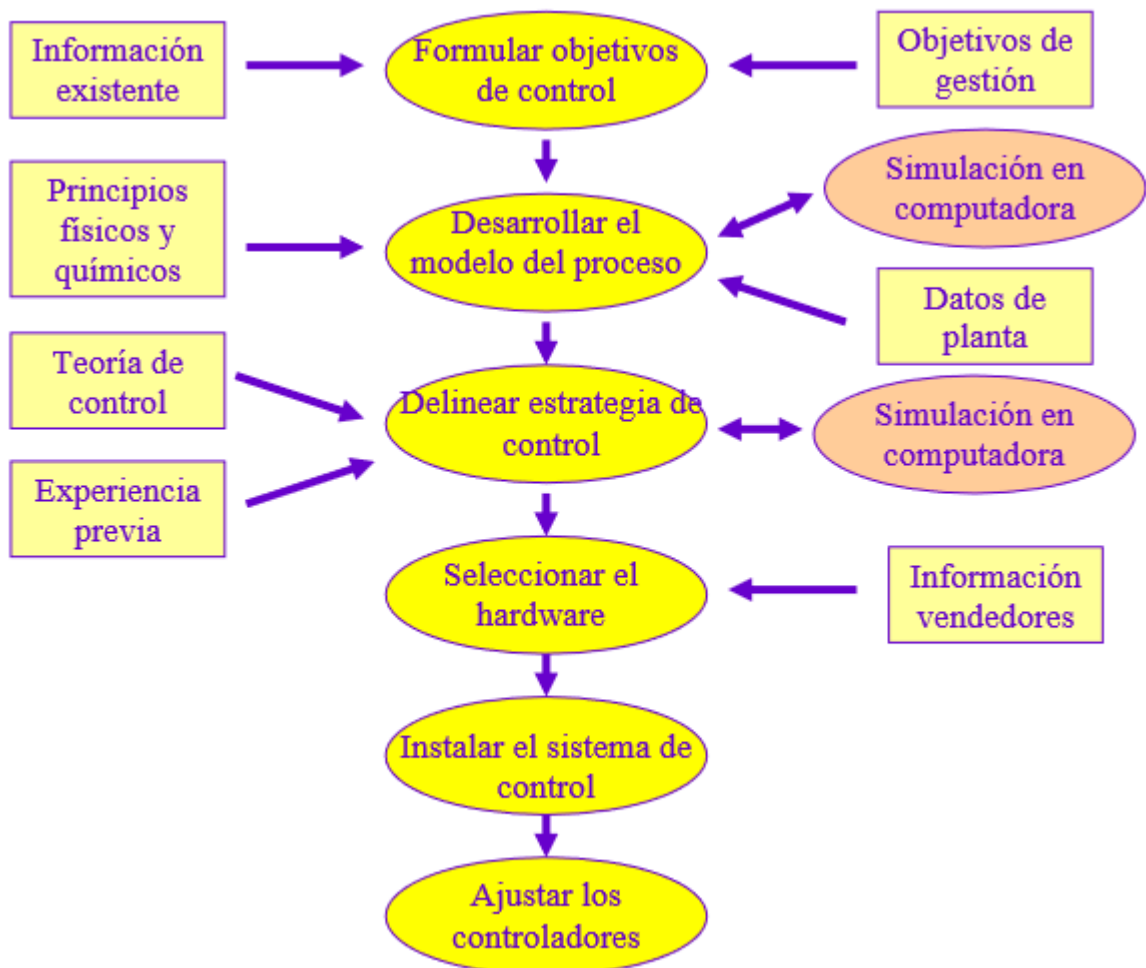 Información
existente
Formular objetivos
de control
Objetivos de
gestión
Principios
físicos y
químicos
Desarrollar el
modelo del proceso
Simulación en
computadora
Datos de
planta
Teoría de
control
Delinear estrategia de
control
Simulación en
computadora
Experiencia
previa
Seleccionar el
hardware
Información
vendedores
Instalar el sistema de
control
Ajustar los
controladores